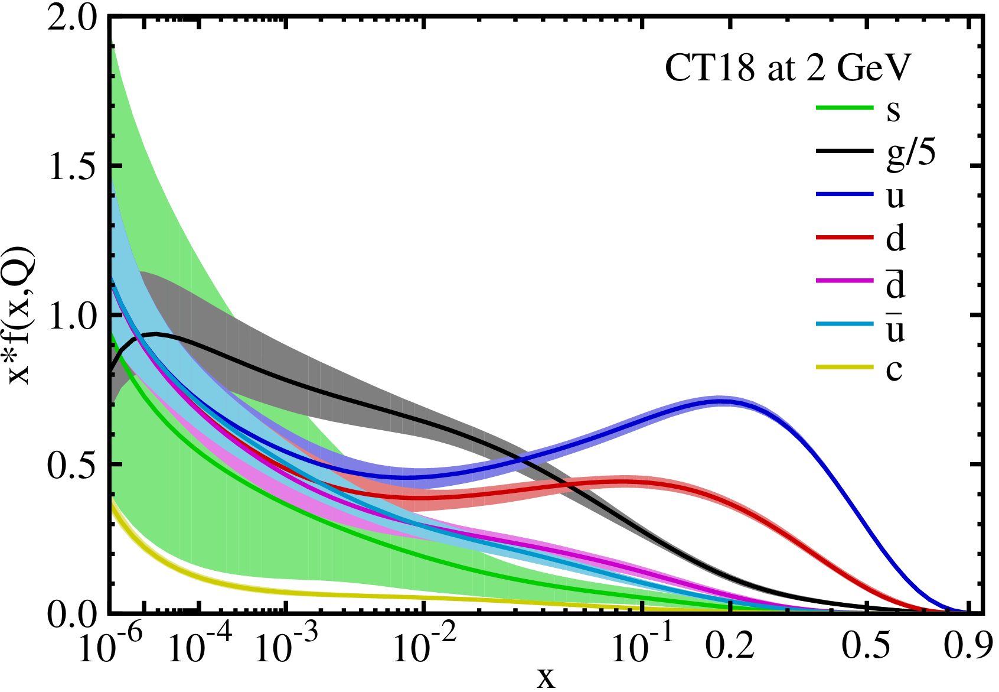 2.0
1.5
1.0
0.5
0.0
x*f(x,Q)
CT18 at 2 GeV
s
g/5
u
d
d̅
u̅
c
10⁻⁶ 10⁻⁴ 10⁻³ 10⁻² 10⁻¹ 0.2 0.5 0.9
x